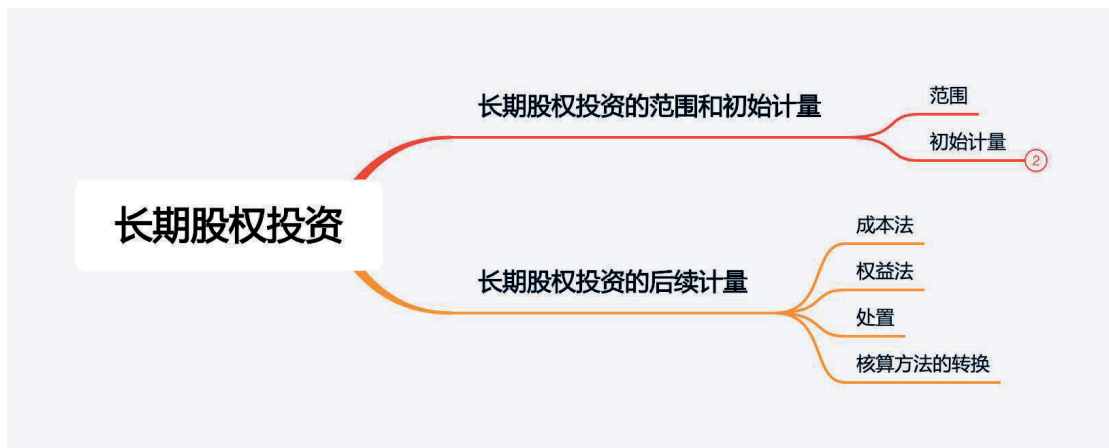 长期股权投资
长期股权投资的范围和初始计量
范围
初始计量
2
长期股权投资的后续计量
成本法
权益法
处置
核算方法的转换